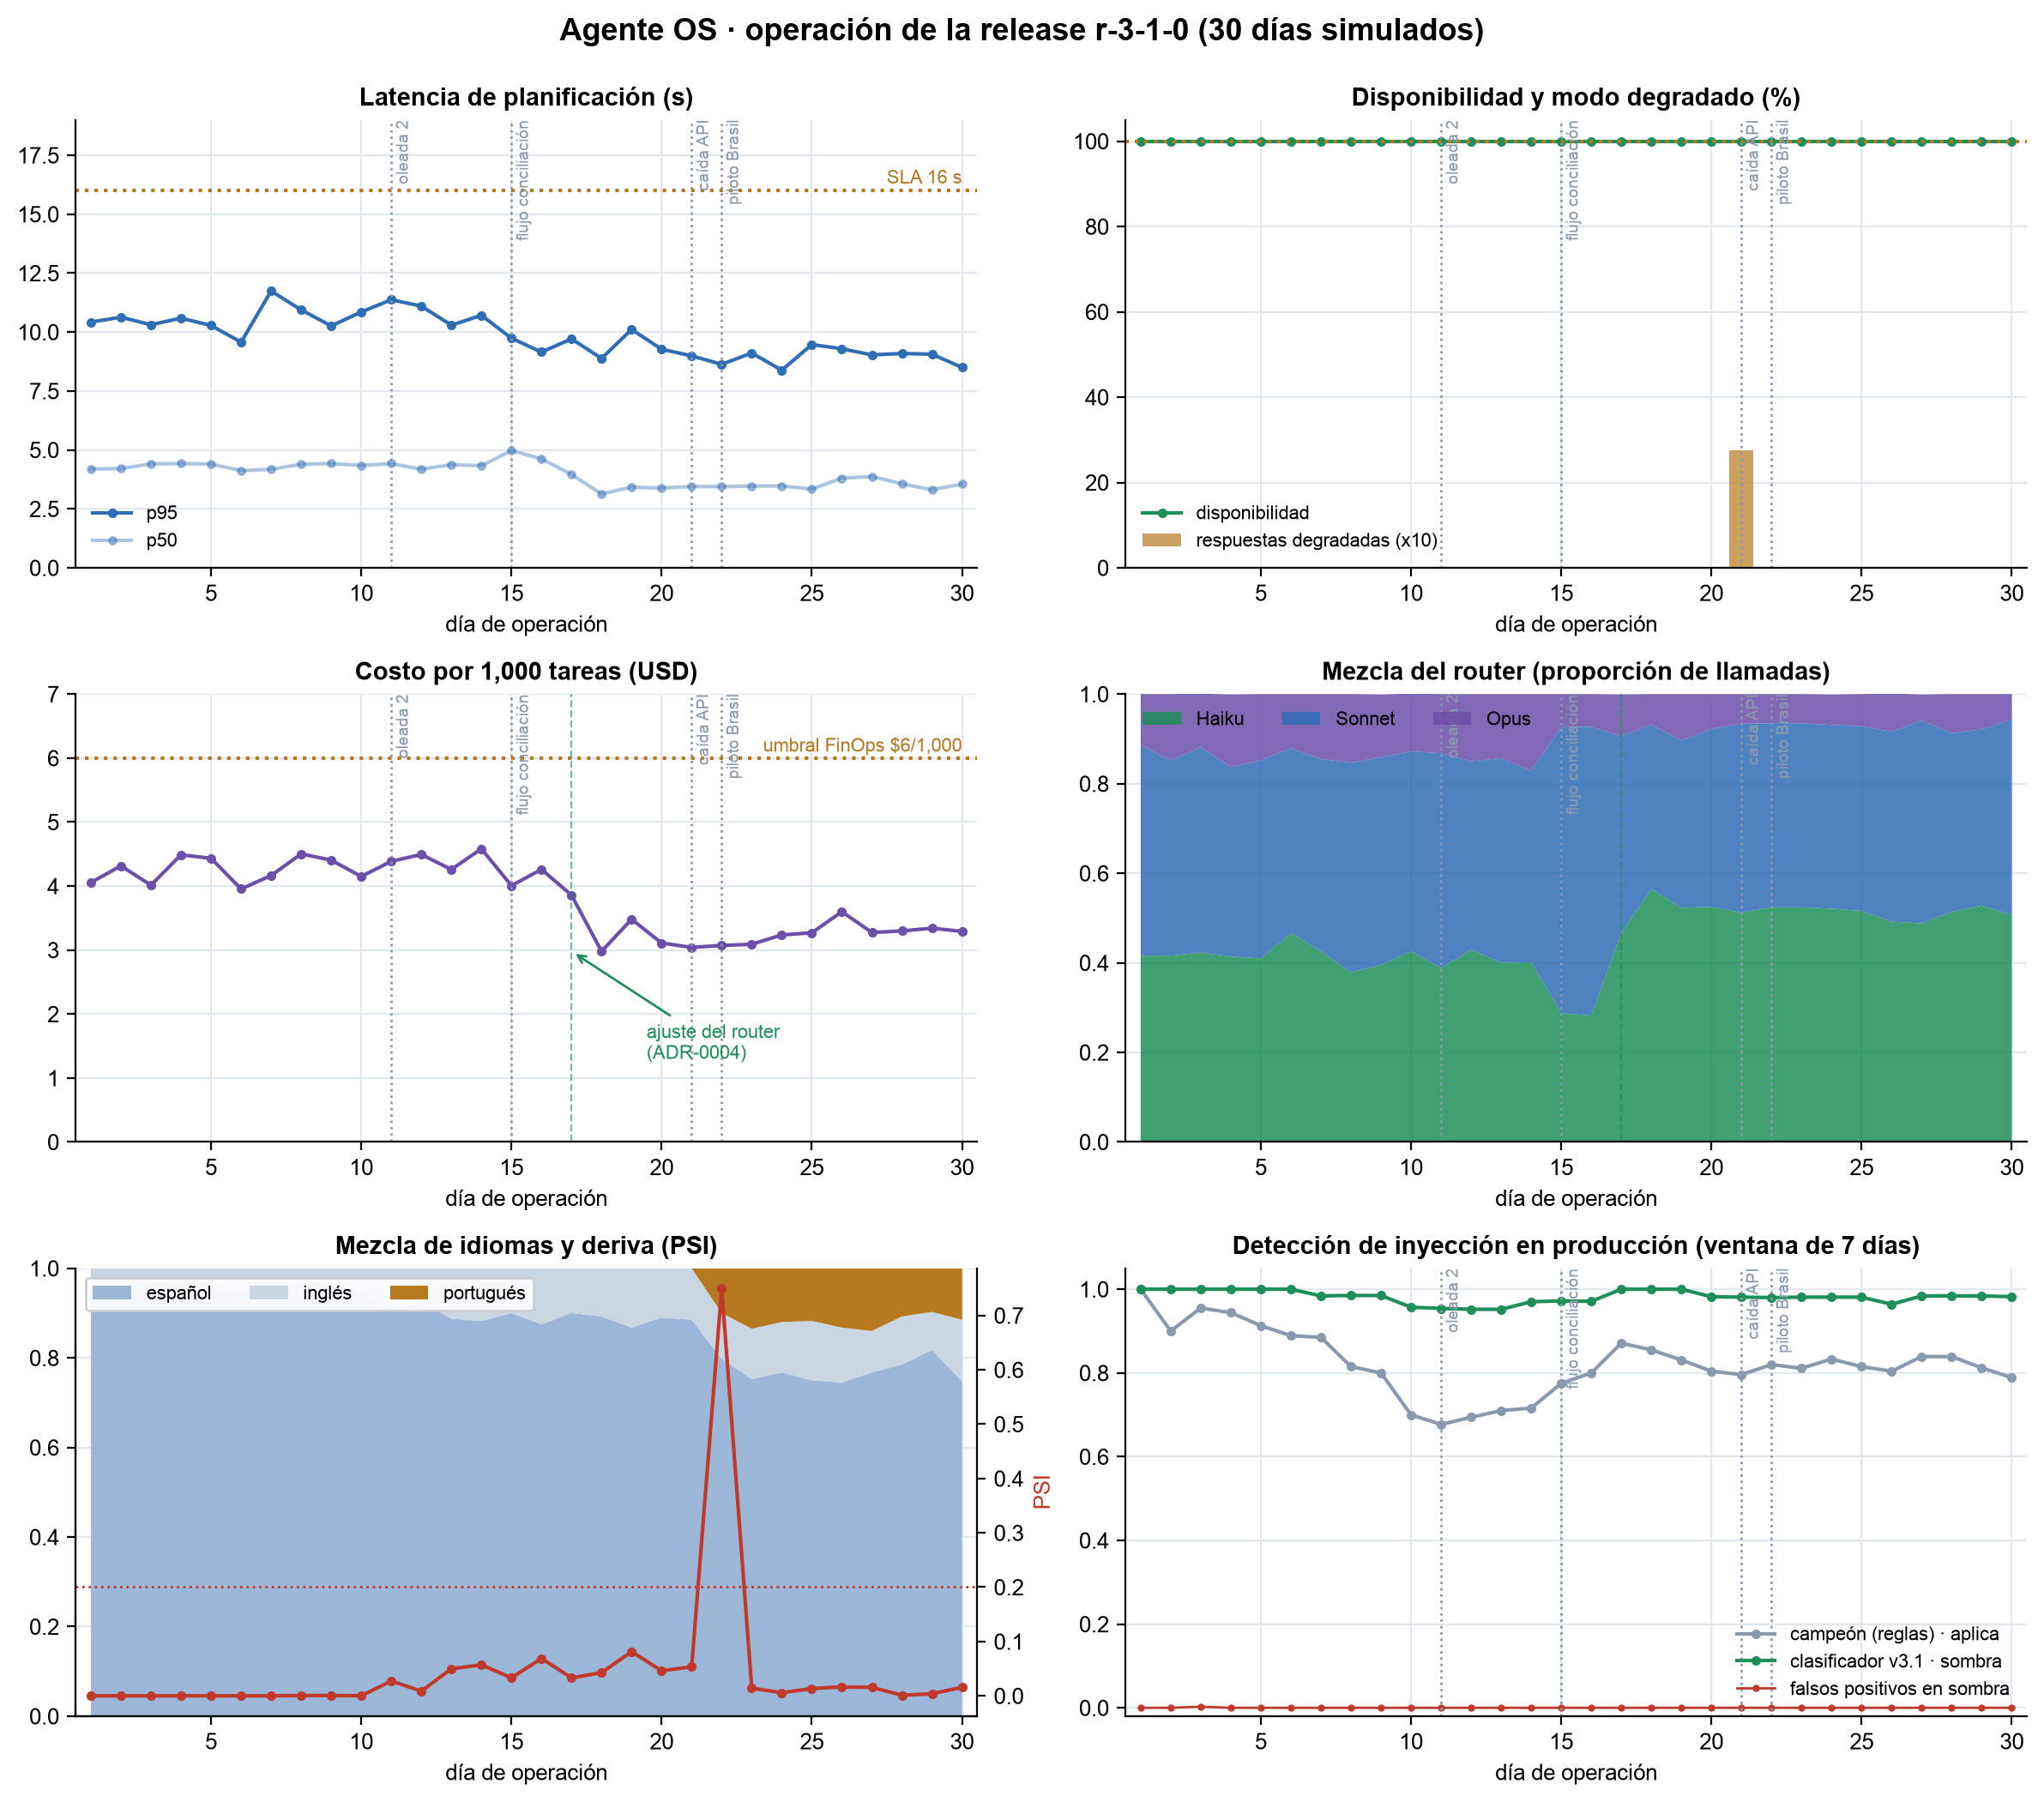 Agente OS · operación de la release r-3-1-0 (30 días simulados)
Latencia de planificación (s)
17.5
15.0
12.5
10.0
7.5
5.0
2.5
0.0
oleada 2
flujo conciliación
caída API
piloto Brasil
SLA 16 s
p95
p50
5
10
15
20
25
30
día de operación
Disponibilidad y modo degradado (%)
100
80
60
40
20
0
oleada 2
flujo conciliación
caída API
piloto Brasil
disponibilidad
respuestas degradadas (x10)
5
10
15
20
25
30
día de operación
Costo por 1,000 tareas (USD)
7
6
5
4
3
2
1
0
oleada 2
flujo conciliación
caída API
piloto Brasil
umbral FinOps $6/1,000
ajuste del router
(ADR-0004)
5
10
15
20
25
30
día de operación
Mezcla del router (proporción de llamadas)
1.0
0.8
0.6
0.4
0.2
0.0
Haiku
Sonnet
Opus
oleada 2
flujo conciliación
caída API
piloto Brasil
5
10
15
20
25
30
día de operación
Mezcla de idiomas y deriva (PSI)
1.0
0.8
0.6
0.4
0.2
0.0
español
inglés
portugués
0.7
0.6
0.5
0.4
0.3
0.2
0.1
0.0
PSI
5
10
15
20
25
30
día de operación
Detección de inyección en producción (ventana de 7 días)
1.0
0.8
0.6
0.4
0.2
0.0
oleada 2
flujo conciliación
caída API
piloto Brasil
campeón (reglas) · aplica
clasificador v3.1 · sombra
falsos positivos en sombra
5
10
15
20
25
30
día de operación